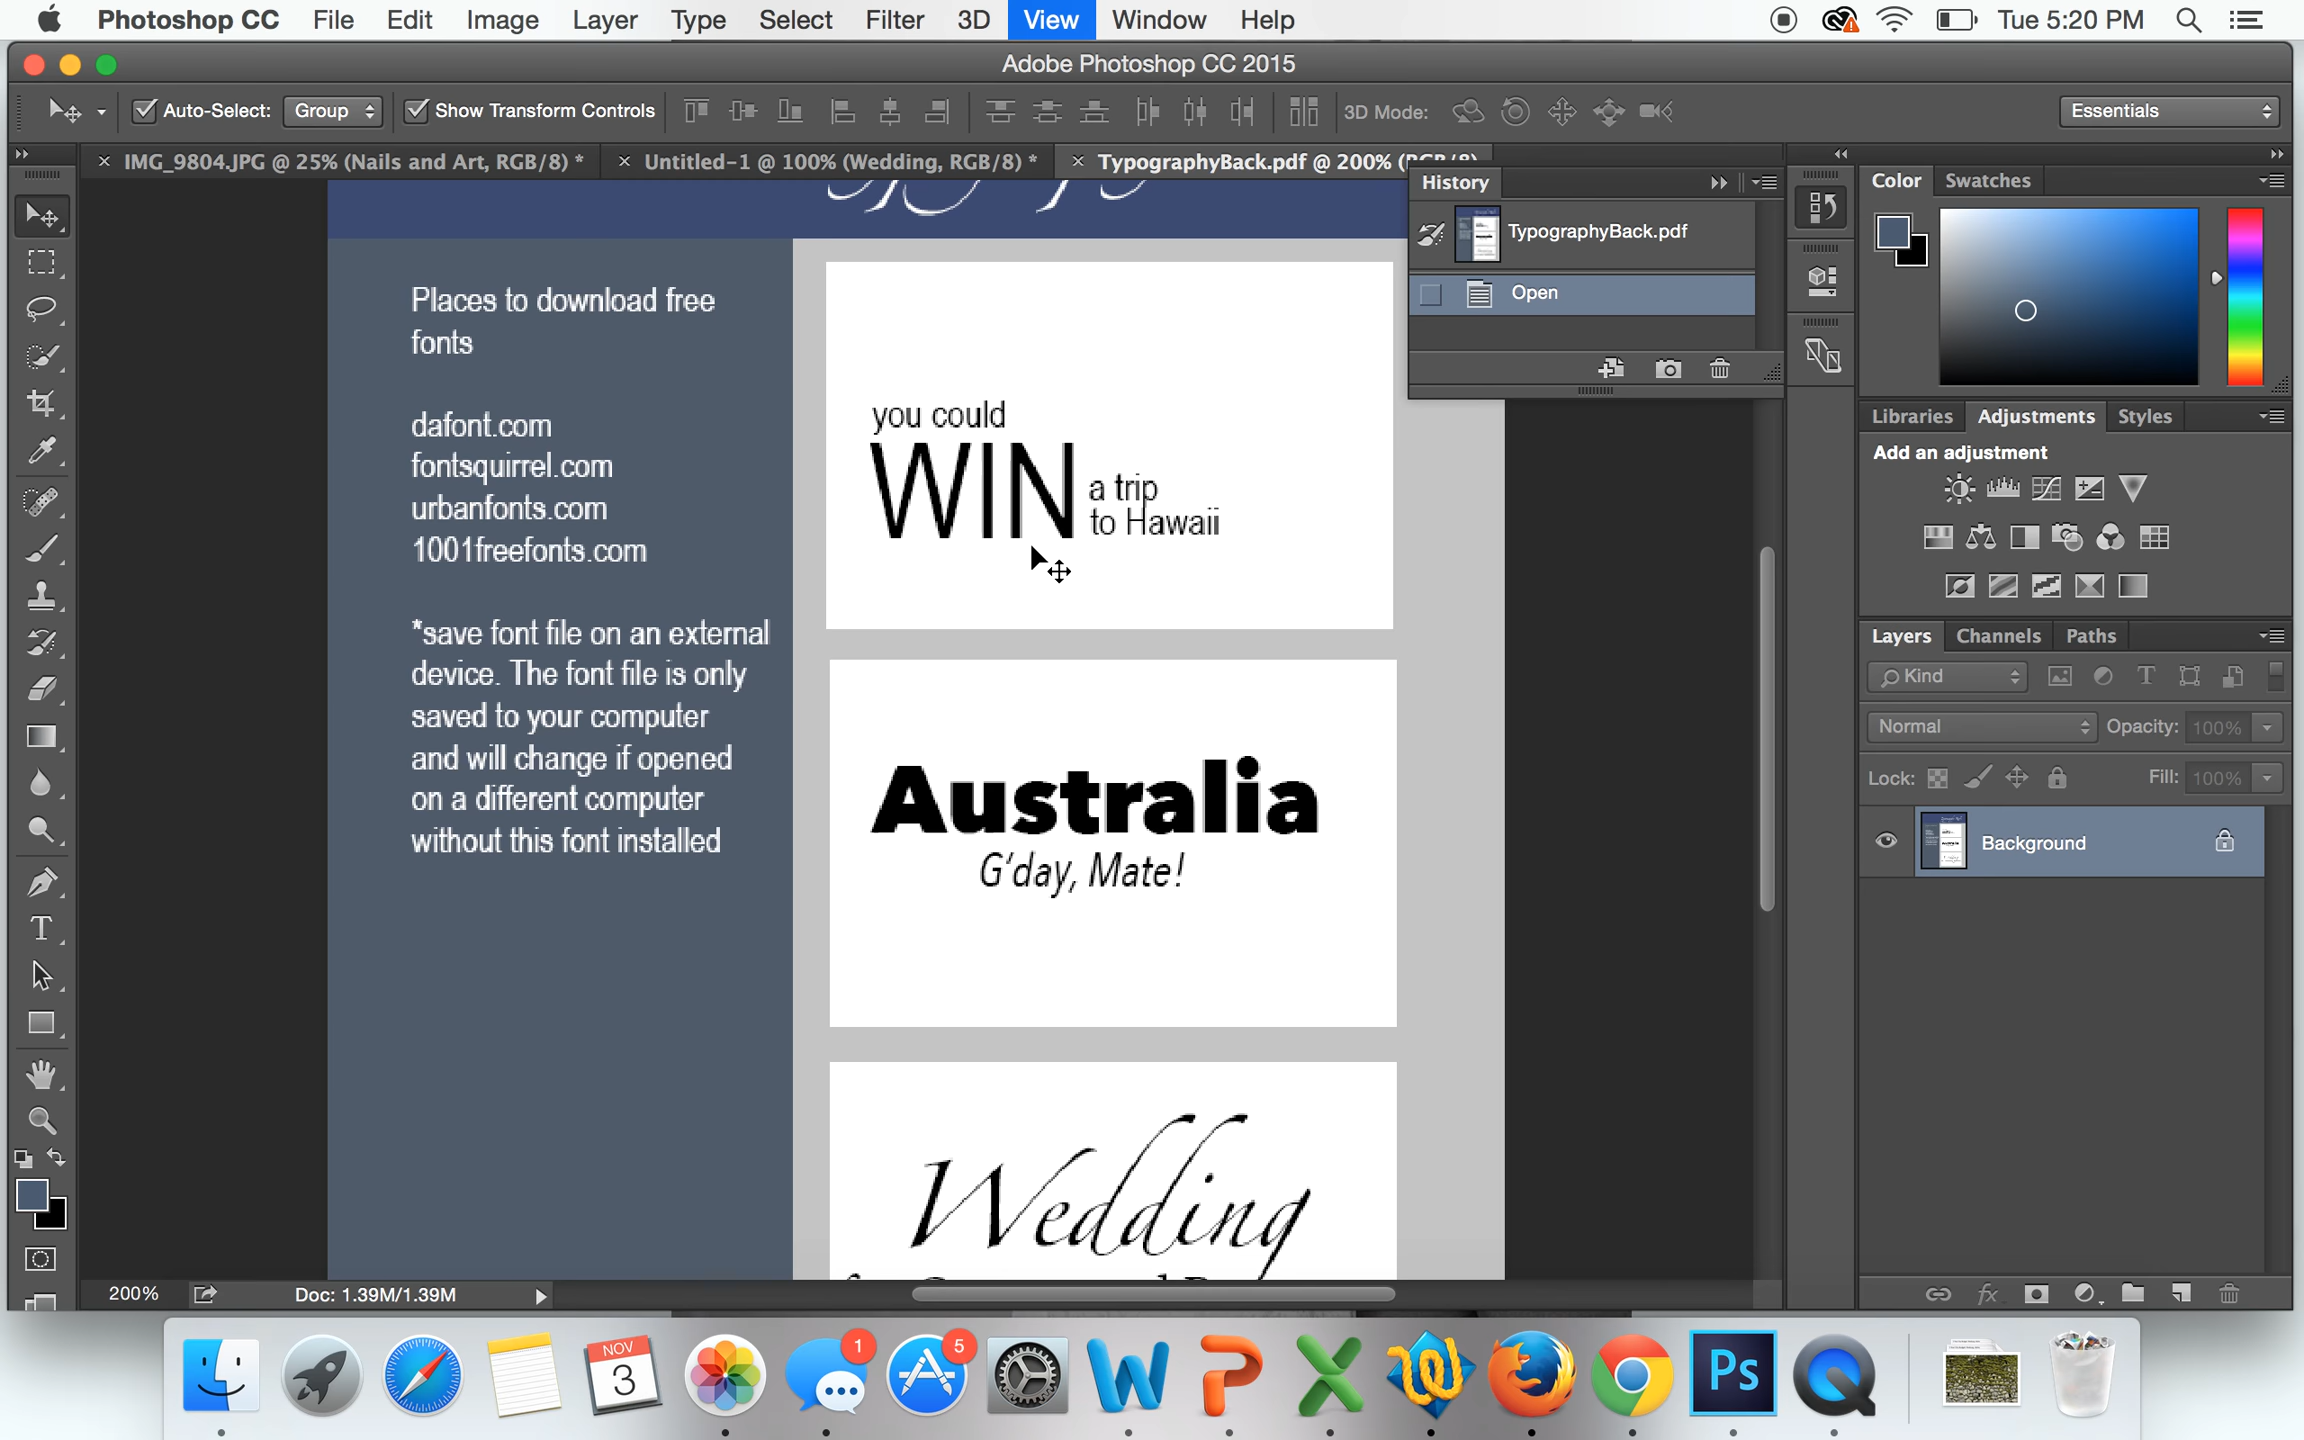 Photoshop CC File Edit Image Layer Type Select Filter 3D View Window Help Tue 5:20 PM
Adobe Photoshop CC 2015
Auto-Select: Group Show Transform Controls 3D Mode: Essentials
IMG_9804.JPG @ 25% (Nails and Art, RGB/8) * Untitled-1 @ 100% (Wedding, RGB/8) * TypographyBack.pdf @ 200% (RGB/8)
History
TypographyBack.pdf
Open
Color Swatches
Places to download free
fonts
dafont.com
fontsquirrel.com
urbanfonts.com
1001freefonts.com
*save font file on an external
device. The font file is only
saved to your computer
and will change if opened
on a different computer
without this font installed
you could
WIN
a trip
to Hawaii
Australia
G'day, Mate!
Wedding
Libraries Adjustments Styles
Add an adjustment
Layers Channels Paths
Kind
Normal Opacity: 100%
Lock: Fill: 100%
Background
T
200% Doc: 1.39M/1.39M
fx
NOV
3
1
5
Ps